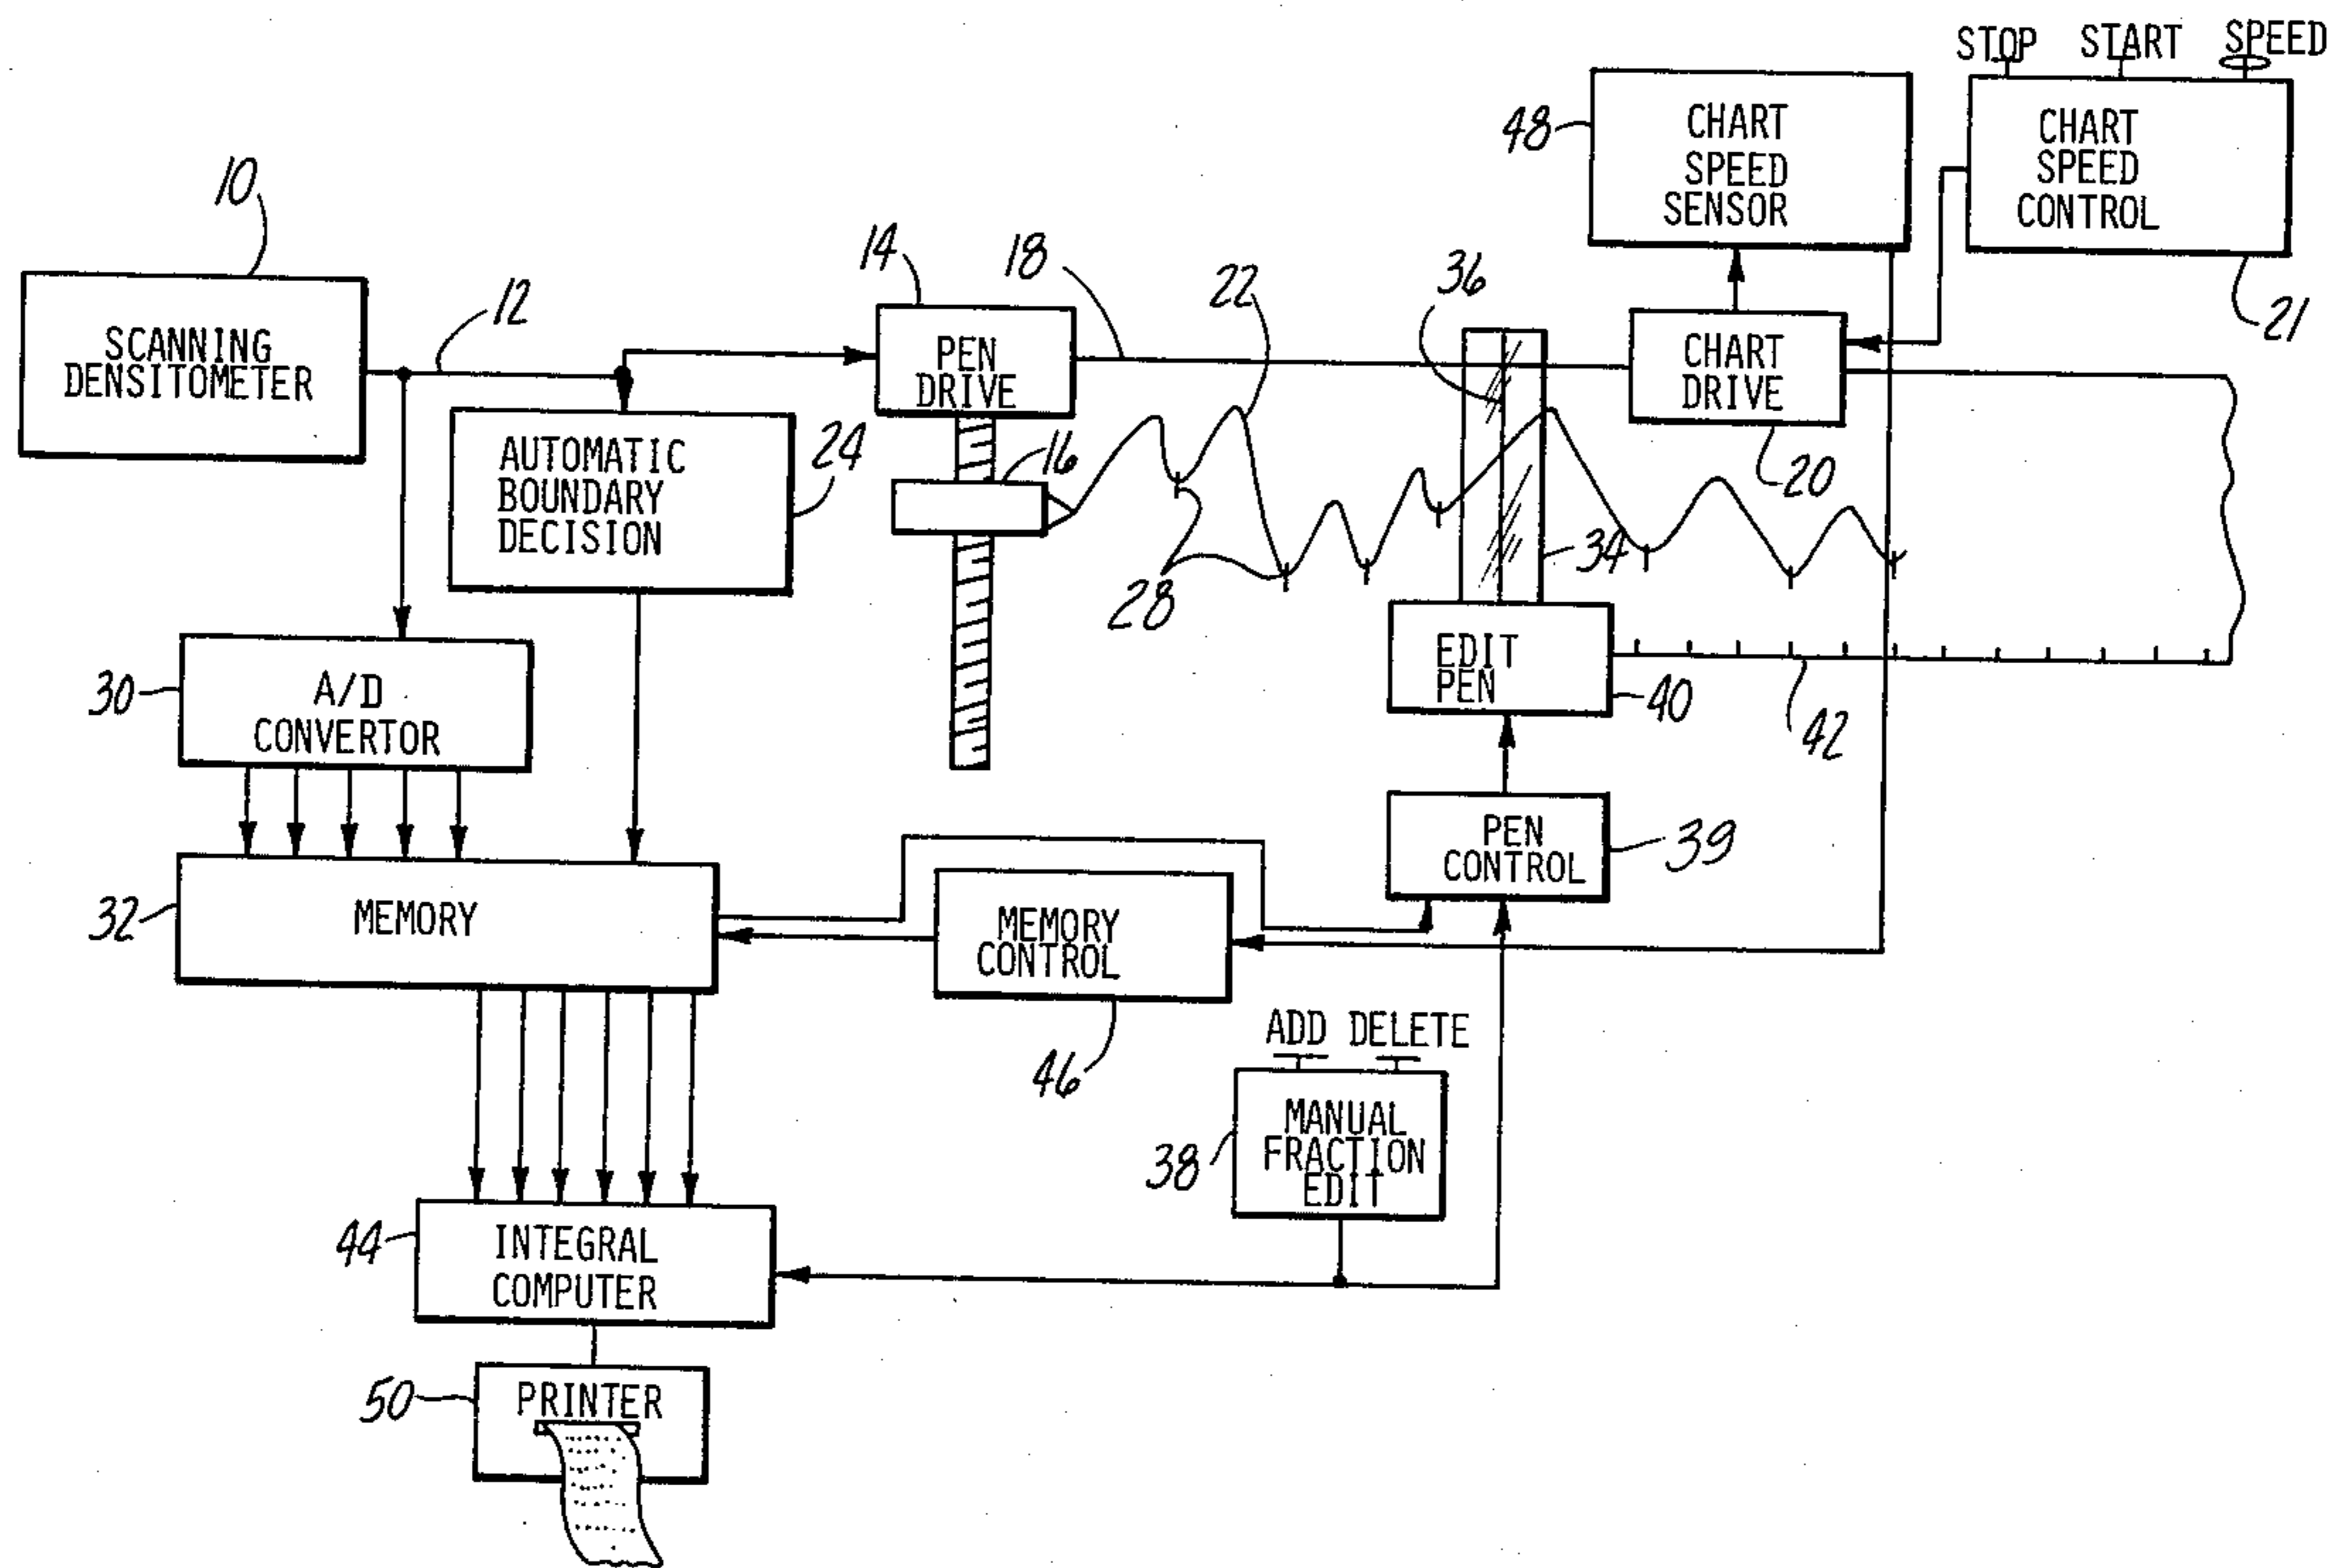 STOP START SPEED
48
CHART
SPEED
SENSOR
CHART
SPEED
CONTROL
21
10
SCANNING
DENSITOMETER
12
14
PEN
DRIVE
18
22
36
CHART
DRIVE
20
AUTOMATIC
BOUNDARY
DECISION
24
16
28
34
30
A/D
CONVERTOR
EDIT
PEN
40
42
32
MEMORY
MEMORY
CONTROL
46
PEN
CONTROL
39
ADD DELETE
38
MANUAL
FRACTION
EDIT
44
INTEGRAL
COMPUTER
50
PRINTER